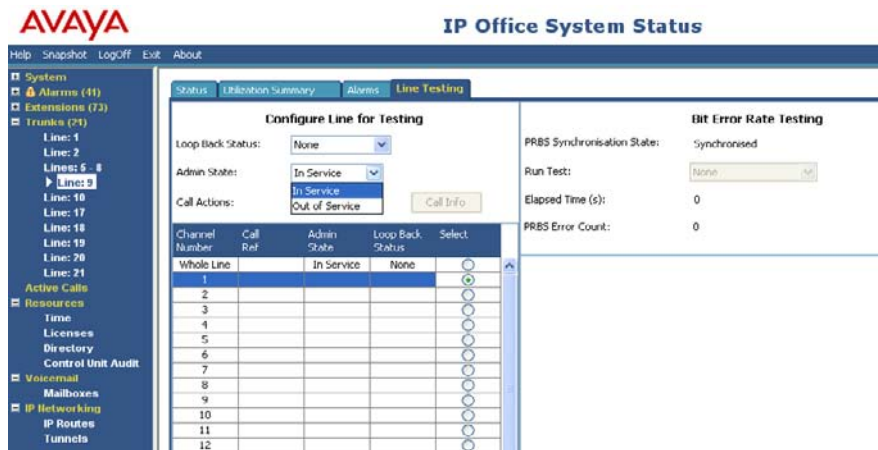 AVAYA
IP Office System Status
Help Snapshot LogOff Exit About
System
Alarms (41)
Extensions (73)
Trunks (21)
Line: 1
Line: 2
Lines: 5 - 8
Line: 9
Line: 10
Line: 17
Line: 18
Line: 19
Line: 20
Line: 21
Active Calls
Resources
Time
Licenses
Directory
Control Unit Audit
Voicemail
Mailboxes
IP Networking
IP Routes
Tunnels
Status Utilization Summary Alarms Line Testing
Configure Line for Testing
Loop Back Status: None
Admin State: In Service
In Service
Out of Service
Call Actions: Call Info
Channel Number Call Ref Admin State Loop Back Status Select
Whole Line In Service None
1
2
3
4
5
6
7
8
9
10
11
12
Bit Error Rate Testing
PRBS Synchronisation State: Synchronised
Run Test: None
Elapsed Time (s): 0
PRBS Error Count: 0